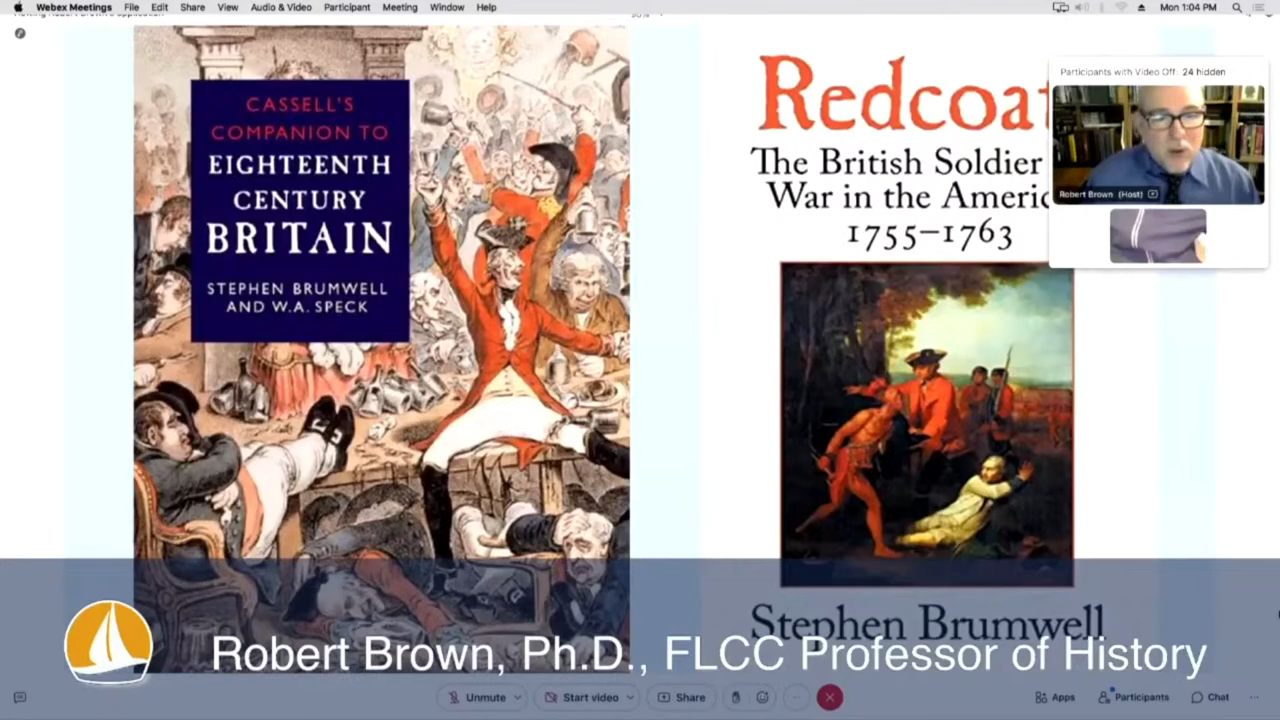 Webex Meetings File Edit Share View Audio & Video Participant Meeting Window Help
Mon 1:04 PM
CASSELL'S
COMPANION TO
EIGHTEENTH
CENTURY
BRITAIN
STEPHEN BRUMWELL
AND W.A. SPECK
Redcoat
The British Soldier
War in the Americ
1755–1763
Stephen Brumwell
Participants with Video Off: 24 hidden
Robert Brown (Host)
Robert Brown, Ph.D., FLCC Professor of History
Unmute Start video Share Apps Participants Chat